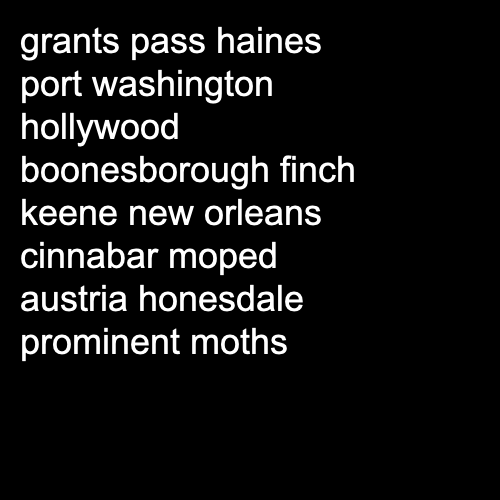 grants pass haines
port washington
hollywood
boonesborough finch
keene new orleans
cinnabar moped
austria honesdale
prominent moths